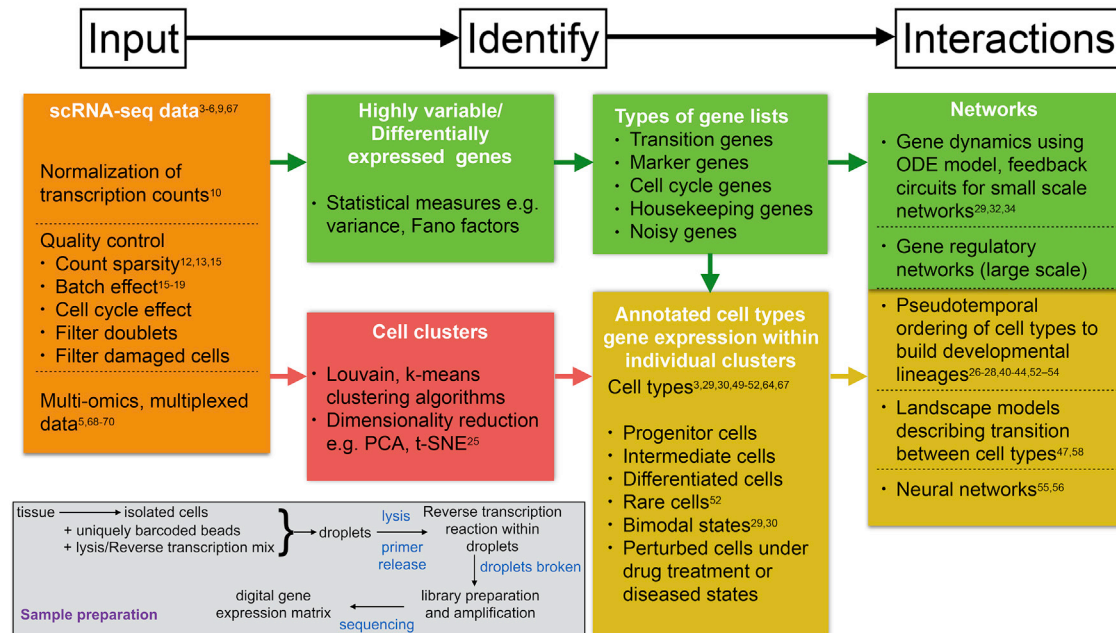 Input
Identify
Interactions
scRNA-seq data3-6,9,67
Normalization of
transcription counts10
Quality control
• Count sparsity12,13,15
• Batch effect15-19
• Cell cycle effect
• Filter doublets
• Filter damaged cells
Multi-omics, multiplexed
data5,68-70
Highly variable/
Differentially
expressed genes
• Statistical measures e.g.
variance, Fano factors
Types of gene lists
• Transition genes
• Marker genes
• Cell cycle genes
• Housekeeping genes
• Noisy genes
Networks
• Gene dynamics using
ODE model, feedback
circuits for small scale
networks29,32,34
• Gene regulatory
networks (large scale)
• Pseudotemporal
ordering of cell types to
build developmental
lineages26-28,40-44,52–54
• Landscape models
describing transition
between cell types47,58
• Neural networks55,56
Cell clusters
• Louvain, k-means
clustering algorithms
• Dimensionality reduction
e.g. PCA, t-SNE25
Annotated cell types
gene expression within
individual clusters
Cell types3,29,30,49-52,64,67
• Progenitor cells
• Intermediate cells
• Differentiated cells
• Rare cells52
• Bimodal states29,30
• Perturbed cells under
drug treatment or
diseased states
tissue
isolated cells
+ uniquely barcoded beads
+ lysis/Reverse transcription mix
}
droplets
lysis
primer
release
Reverse transcription
reaction within
droplets
droplets broken
library preparation
and amplification
sequencing
digital gene
expression matrix
Sample preparation